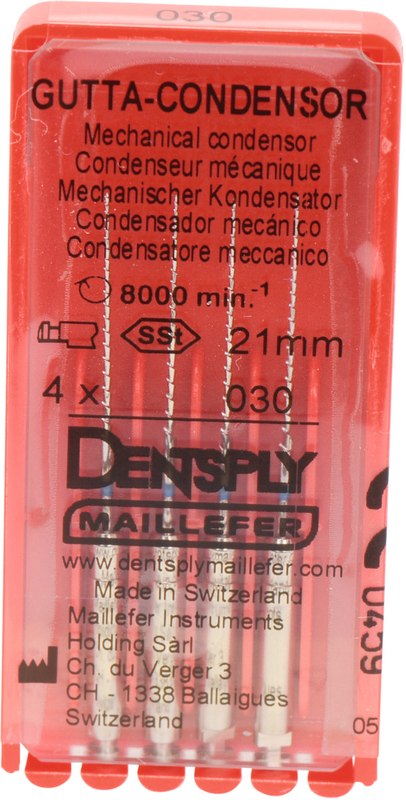 030
GUTTA-CONDENSOR
Mechanical condensor
Condenseur mécanique
Mechanischer Kondensator
Condensador mecánico
Condensatore meccanico
8000 min.-1
SSt 21mm
4 x 030
DENTSPLY
MAILLEFER
www.dentsplymaillefer.com
Made in Switzerland
Maillefer Instruments
Holding Sàrl
Ch. du Verger 3
CH - 1338 Ballaigues
Switzerland
0459
05